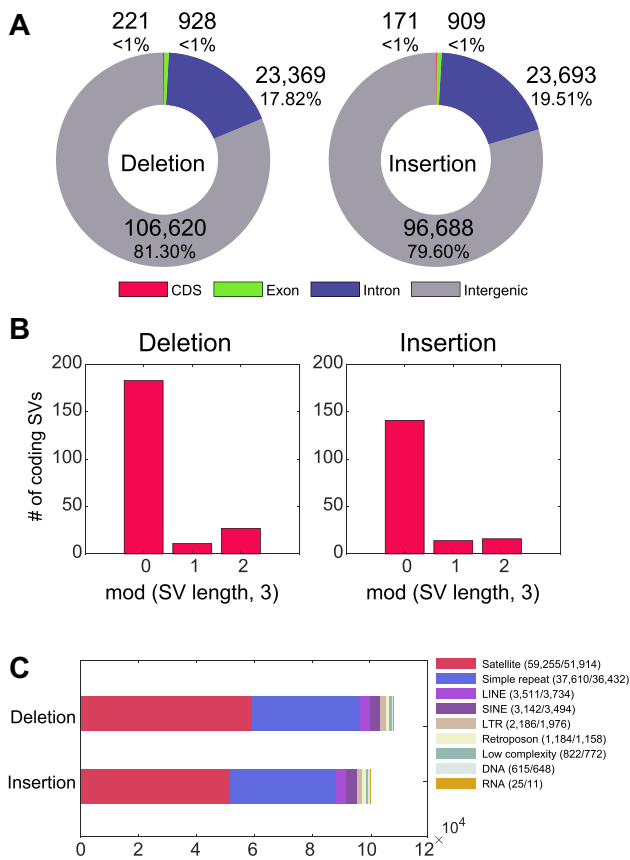 A
221
<1%
928
<1%
23,369
17.82%
Deletion
106,620
81.30%
171
<1%
909
<1%
23,693
19.51%
Insertion
96,688
79.60%
CDS
Exon
Intron
Intergenic
B
Deletion
Insertion
# of coding SVs
200
150
100
50
0
0 1 2
mod (SV length, 3)
200
150
100
50
0
0 1 2
mod (SV length, 3)
C
Deletion
Insertion
0 2 4 6 8 10 12
× 10^4
Satellite (59,255/51,914)
Simple repeat (37,610/36,432)
LINE (3,511/3,734)
SINE (3,142/3,494)
LTR (2,186/1,976)
Retroposon (1,184/1,158)
Low complexity (822/772)
DNA (615/648)
RNA (25/11)